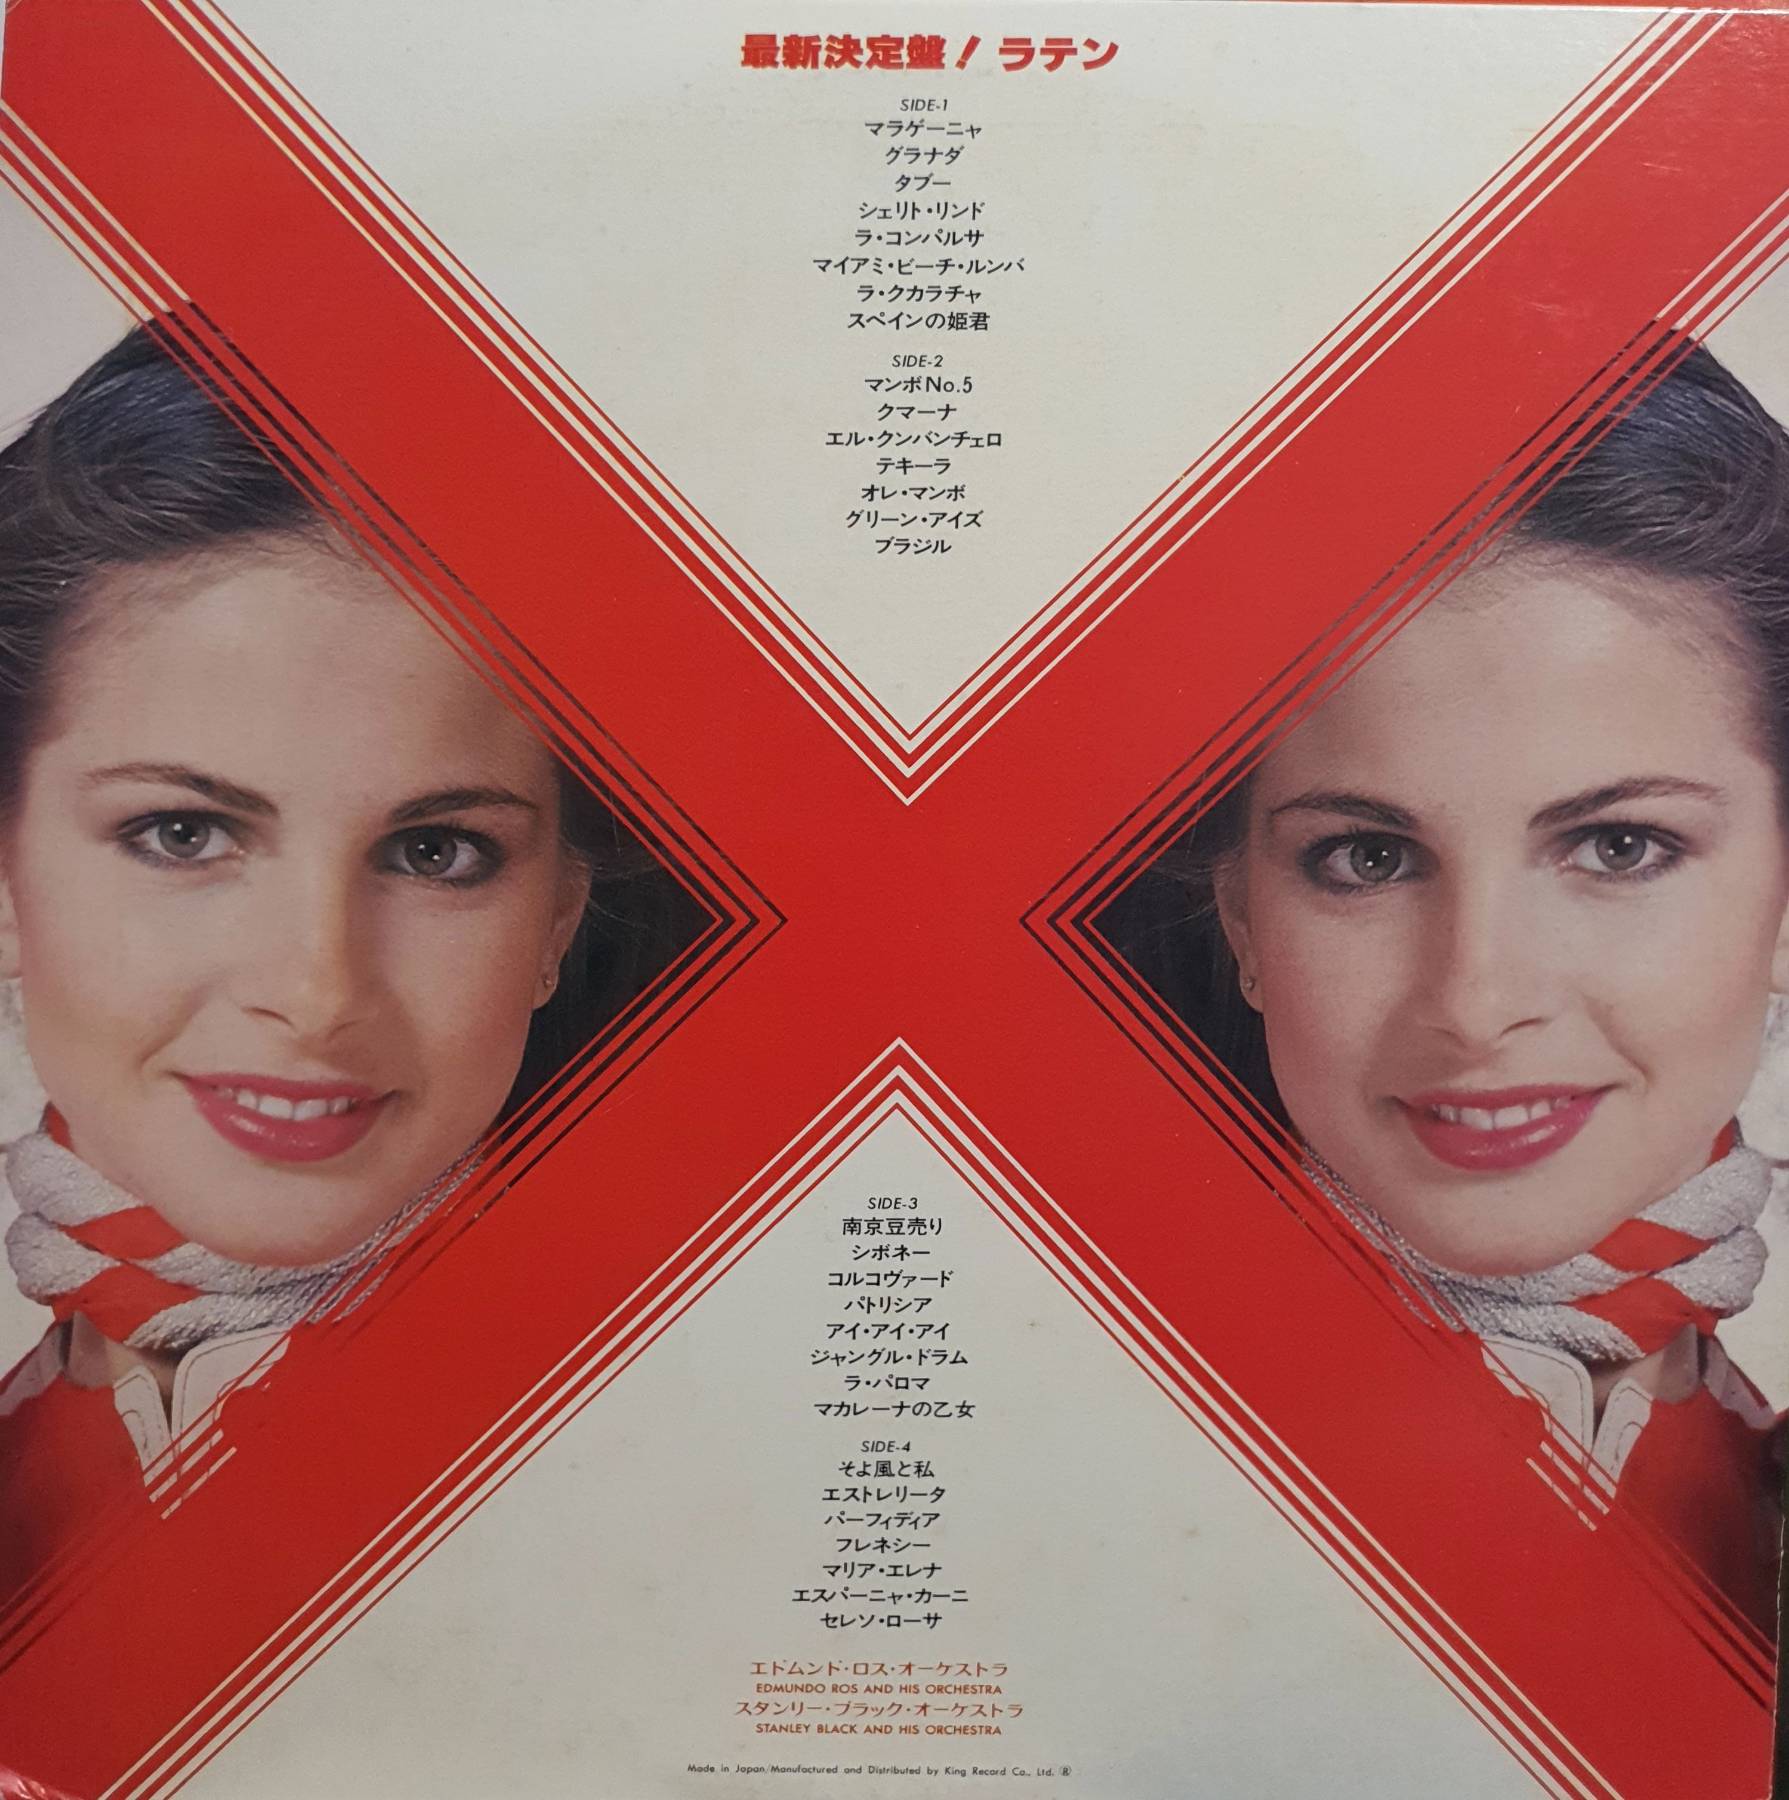 最新決定盤！ラテン
SIDE-1
マラゲーニャ
グラナダ
タブー
シェリト・リンド
ラ・コンパルサ
マイアミ・ビーチ・ルンバ
ラ・クカラチャ
スペインの姫君
SIDE-2
マンボNo.5
クマーナ
エル・クンバンチェロ
テキーラ
オレ・マンボ
グリーン・アイズ
ブラジル
SIDE-3
南京豆売り
シボネー
コルコヴァード
パトリシア
アイ・アイ・アイ
ジャングル・ドラム
ラ・パロマ
マカレーナの乙女
SIDE-4
そよ風と私
エストレリータ
パーフィディア
フレネシー
マリア・エレナ
エスパーニャ・カーニ
セレソ・ローサ
エドムンド・ロス・オーケストラ
EDMUNDO ROS AND HIS ORCHESTRA
スタンリー・ブラック・オーケストラ
STANLEY BLACK AND HIS ORCHESTRA
Made in Japan/Manufactured and Distributed by King Record Co., Ltd. Ⓡ